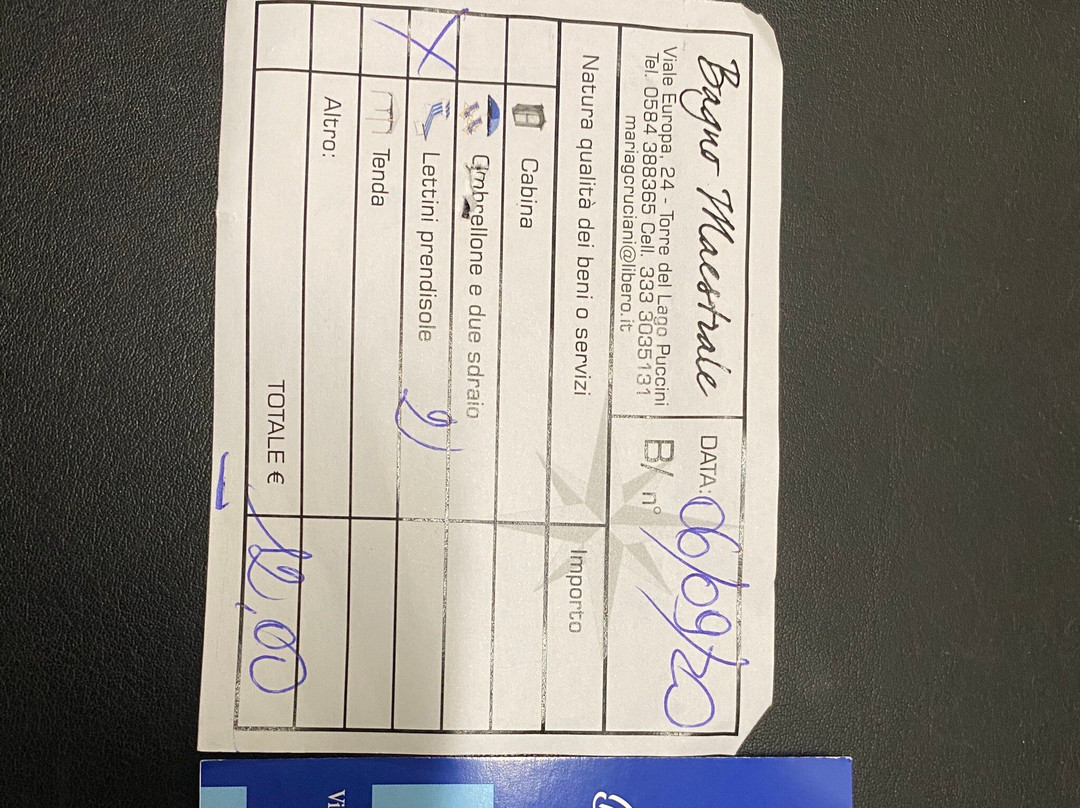 Bagno Maestrale
Viale Europa, 24 - Torre del Lago Puccini
Tel. 0584 388365 Cell. 333 3035131
mariagcruciani@libero.it
DATA: 06/09/20
B/ n°
Natura qualità dei beni o servizi
Importo
Cabina
Ombrellone e due sdraio
X Lettini prendisole 2)
Tenda
Altro:
TOTALE € 12,00
Vi